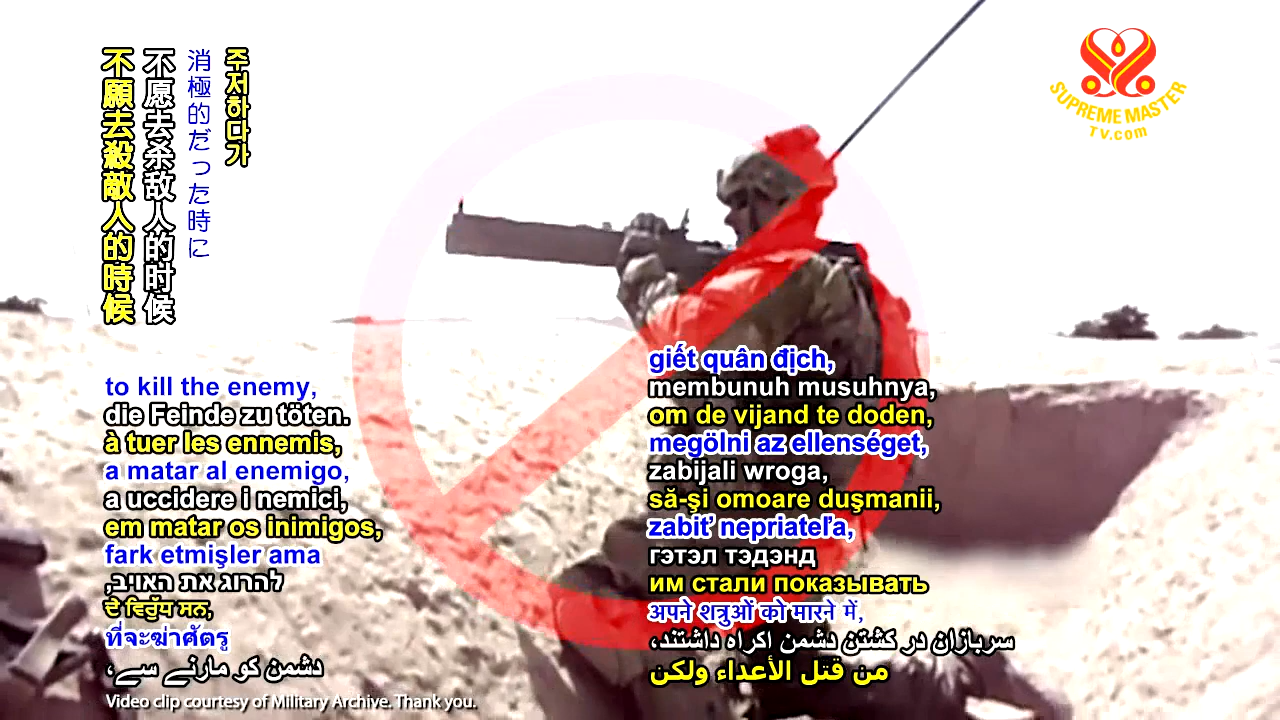 SUPREME MASTER
TV.com
주저하다가
消極的だった時に
不愿去杀敌人的时候
不願去殺敵人的時候
to kill the enemy,
die Feinde zu töten.
à tuer les ennemis,
a matar al enemigo,
a uccidere i nemici,
em matar os inimigos,
fark etmişler ama
להרוג את האויב,
ਦੇ ਵਿਰੁੱਧ ਸਨ,
ที่จะฆ่าศัตรู
دشمن کو مارنے سے،
giết quân địch,
membunuh musuhnya,
om de vijand te doden,
megölni az ellenséget,
zabijali wroga,
să-şi omoare duşmanii,
zabiť nepriateľa,
гэтэл тэдэнд
им стали показывать
अपने शत्रुओं को मारने में,
سربازان در کشتن دشمن اکراه داشتند،
من قتل الأعداء ولكن
Video clip courtesy of Military Archive. Thank you.